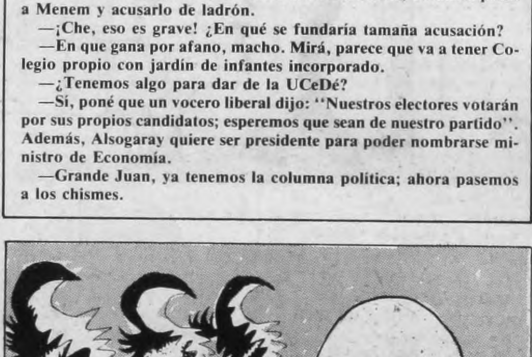 a Menem y acusarlo de ladrón.
—¡Che, eso es grave! ¿En qué se fundaría tamaña acusación?
—En que gana por afano, macho. Mirá, parece que va a tener Co-
legio propio con jardín de infantes incorporado.
—¿Tenemos algo para dar de la UCeDé?
—Sí, poné que un vocero liberal dijo: “Nuestros electores votarán
por sus propios candidatos; esperemos que sean de nuestro partido”.
Además, Alsogaray quiere ser presidente para poder nombrarse mi-
nistro de Economía.
—Grande Juan, ya tenemos la columna política; ahora pasemos
a los chismes.